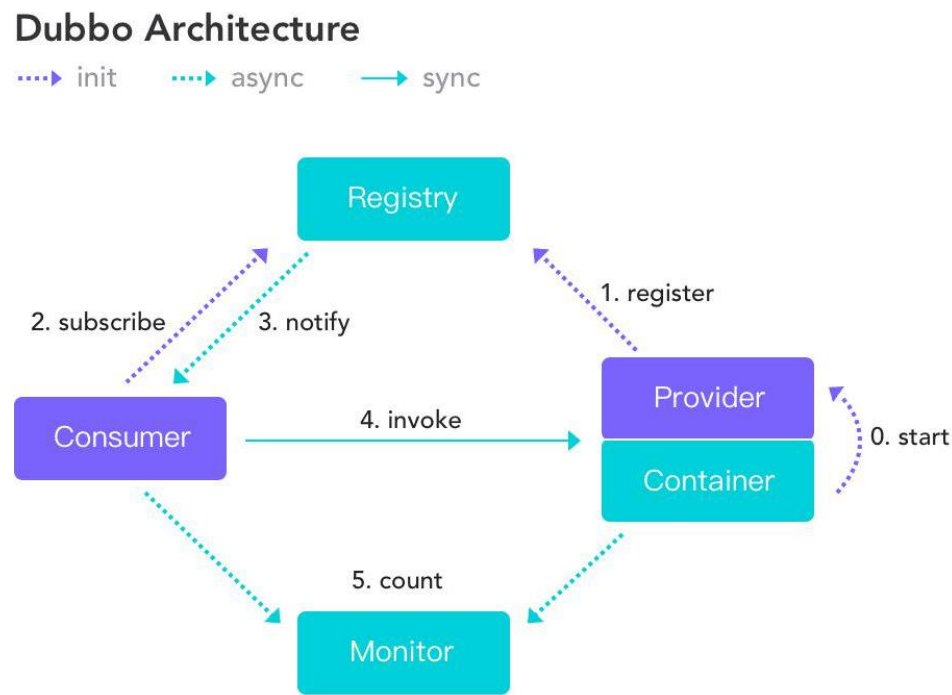 Dubbo Architecture
init async sync
Registry
1. register
2. subscribe 3. notify
Provider
4. invoke
Consumer
0. start
Container
5. count
Monitor